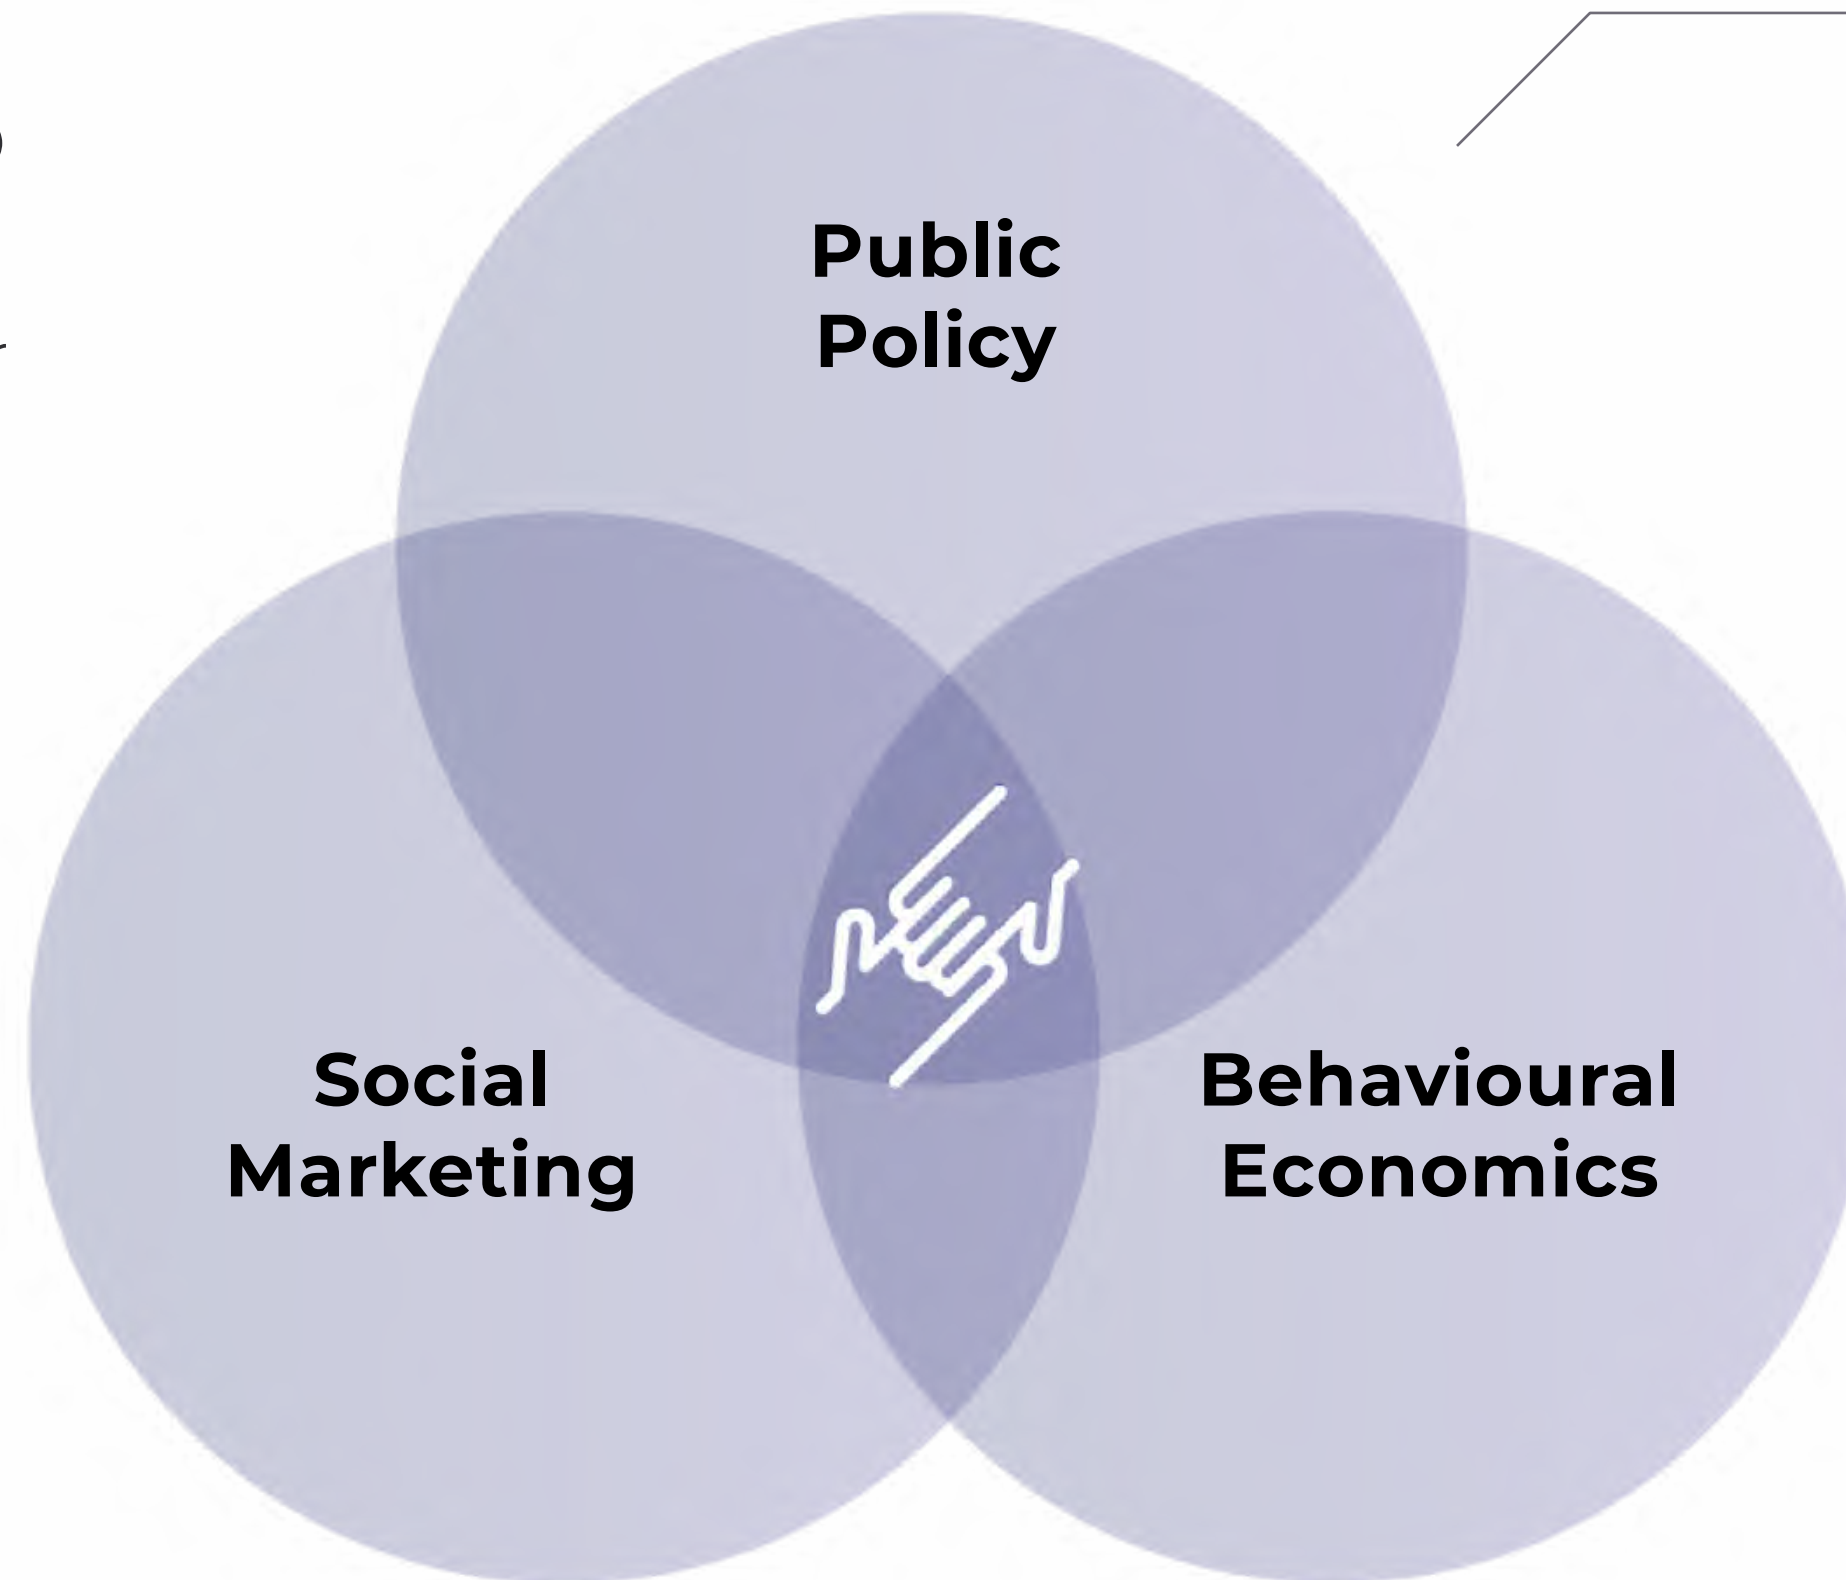 Public
Policy
Social
Marketing
Behavioural
Economics